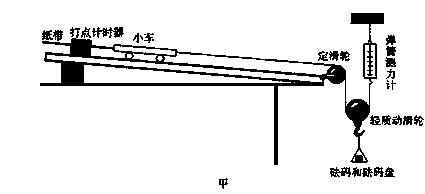 纸带 打点计时器 小车
定滑轮
弹簧测力计
轻质动滑轮
砝码和砝码盘
甲